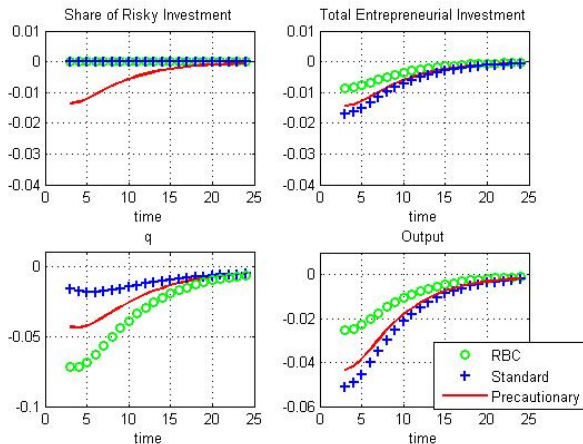 Share of Risky Investment
0.01
0
-0.01
-0.02
-0.03
-0.04
0 5 10 15 20 25
time
Total Entrepreneurial Investment
0.01
0
-0.01
-0.02
-0.03
-0.04
0 5 10 15 20 25
time
q
0
-0.05
-0.1
0 5 10 15 20 25
time
Output
0
-0.02
-0.04
-0.06
0 5 10 15 20 25
time
RBC
Standard
Precautionary